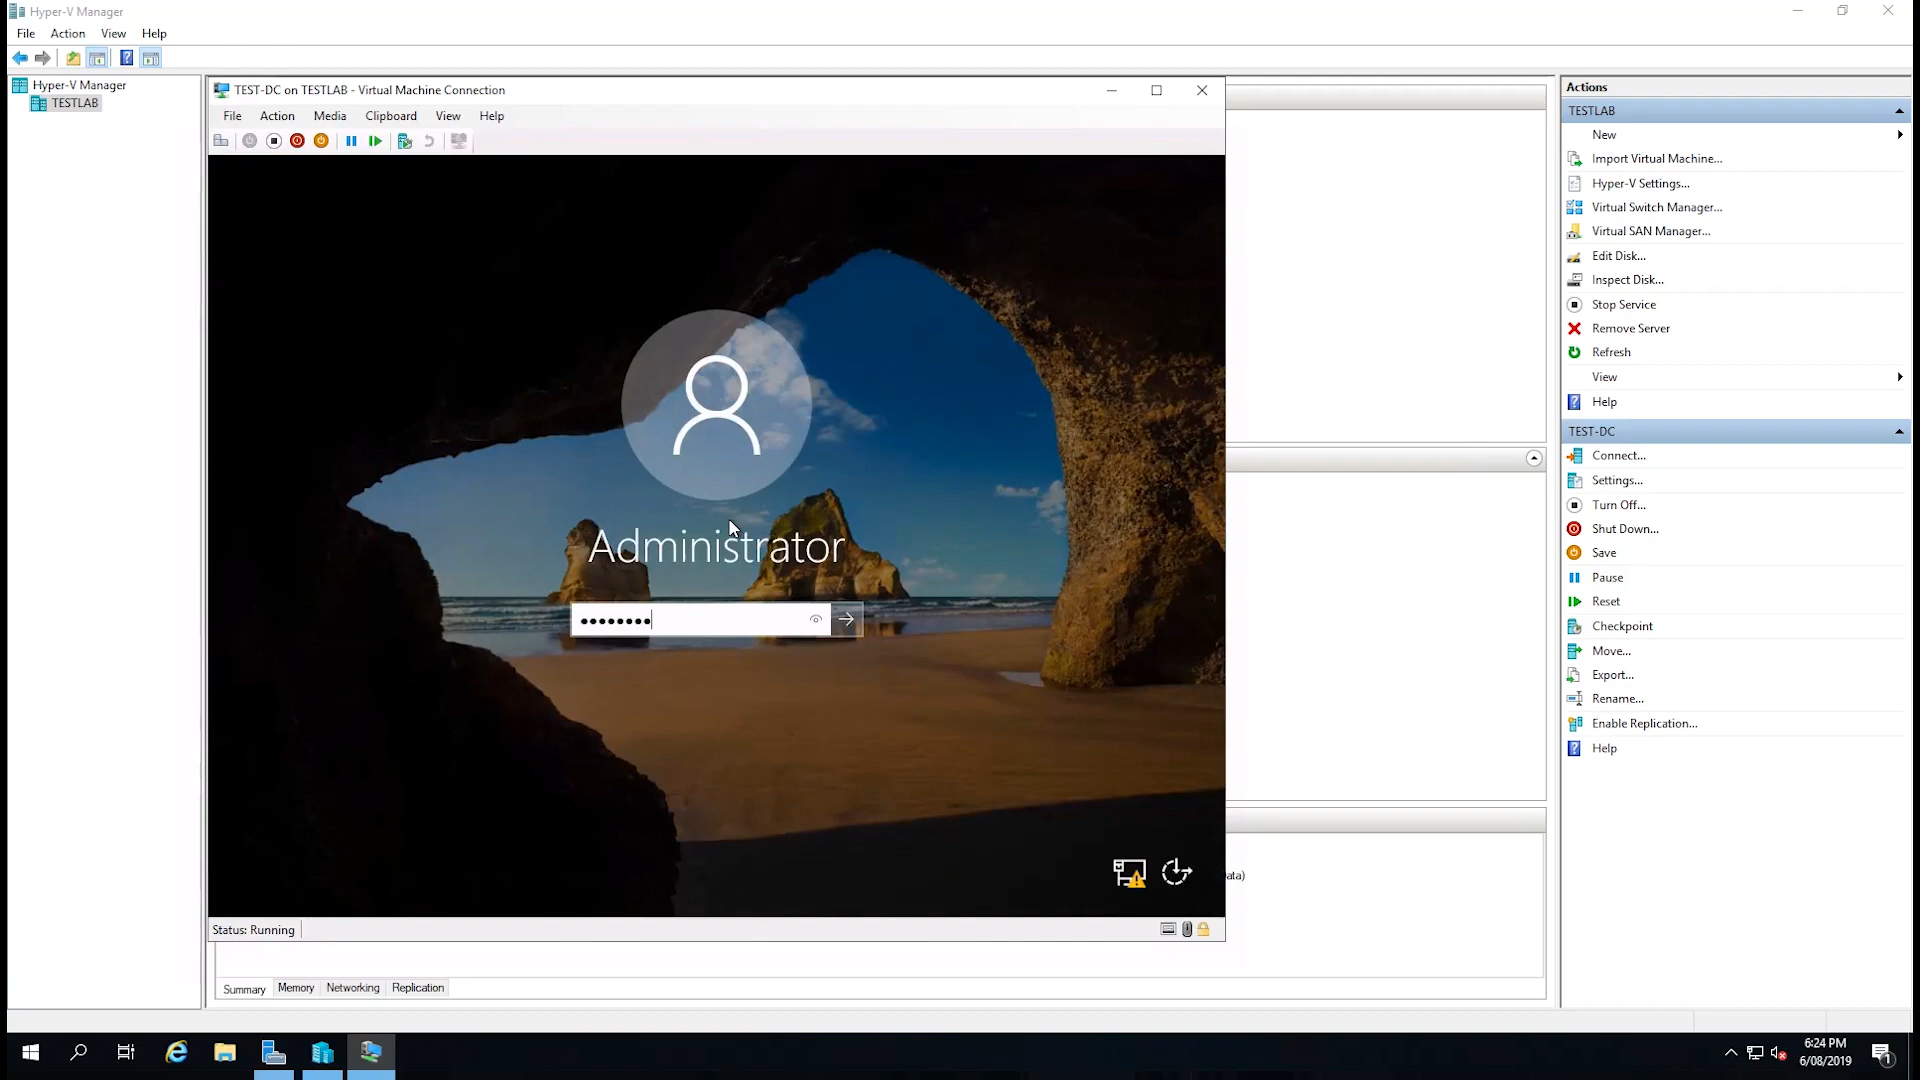 Hyper-V Manager
File Action View Help
Hyper-V Manager
TESTLAB
TEST-DC on TESTLAB - Virtual Machine Connection
File Action Media Clipboard View Help
Administrator
••••••••
Status: Running
ata)
Summary Memory Networking Replication
Actions
TESTLAB
New
Import Virtual Machine...
Hyper-V Settings...
Virtual Switch Manager...
Virtual SAN Manager...
Edit Disk...
Inspect Disk...
Stop Service
Remove Server
Refresh
View
Help
TEST-DC
Connect...
Settings...
Turn Off...
Shut Down...
Save
Pause
Reset
Checkpoint
Move...
Export...
Rename...
Enable Replication...
Help
6:24 PM
6/08/2019
1